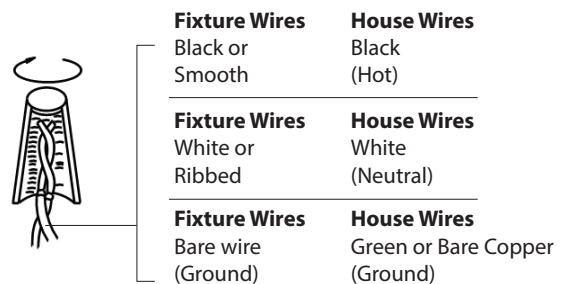 Fixture Wires House Wires
Black or Black
Smooth (Hot)
Fixture Wires House Wires
White or White
Ribbed (Neutral)
Fixture Wires House Wires
Bare wire Green or Bare Copper
(Ground) (Ground)